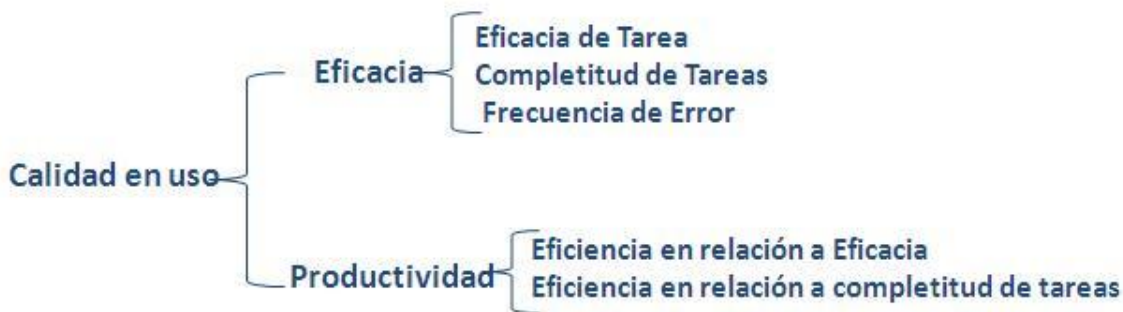 Calidad en uso
Eficacia
Eficacia de Tarea
Completitud de Tareas
Frecuencia de Error
Productividad
Eficiencia en relación a Eficacia
Eficiencia en relación a completitud de tareas